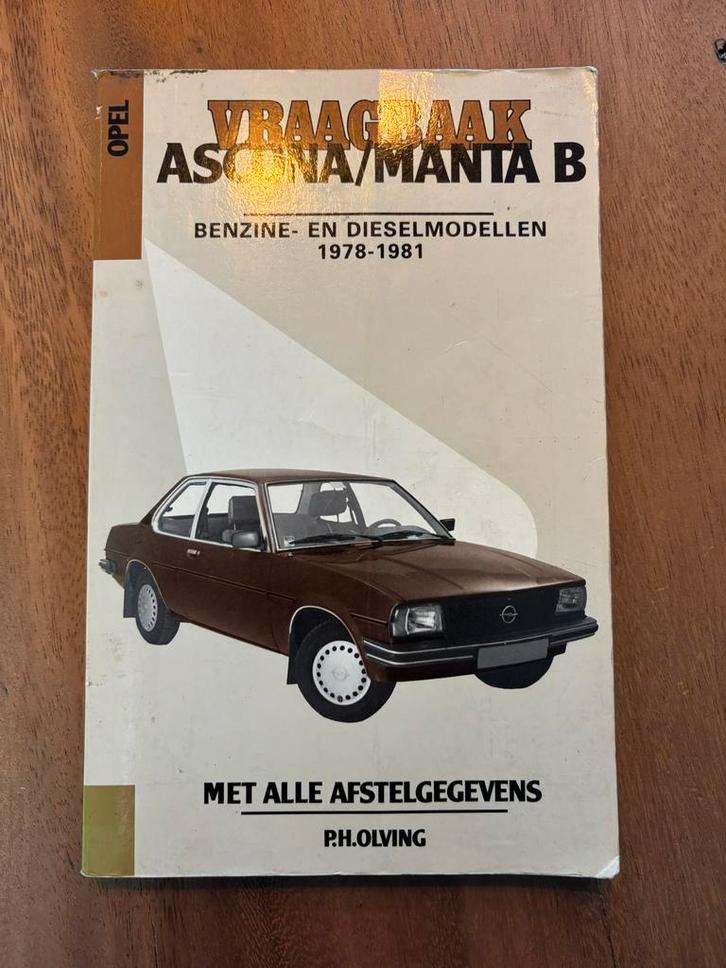 OPEL
VRAAGBAAK
ASCONA/MANTA B
BENZINE- EN DIESELMODELLEN
1978-1981
MET ALLE AFSTELGEGEVENS
P.H.OLVING